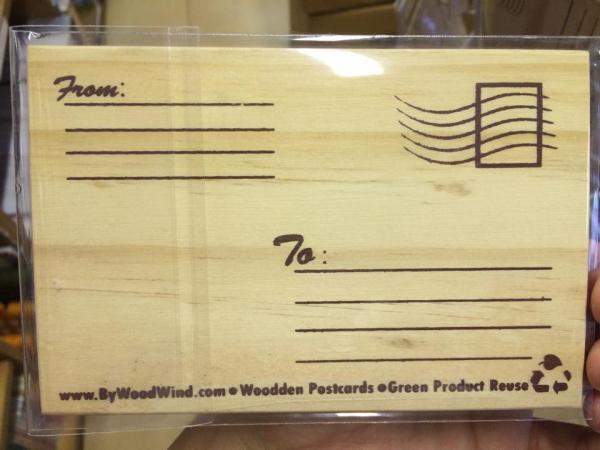 From:
To:
www.ByWoodWind.com • Woodden Postcards • Green Product Reuse